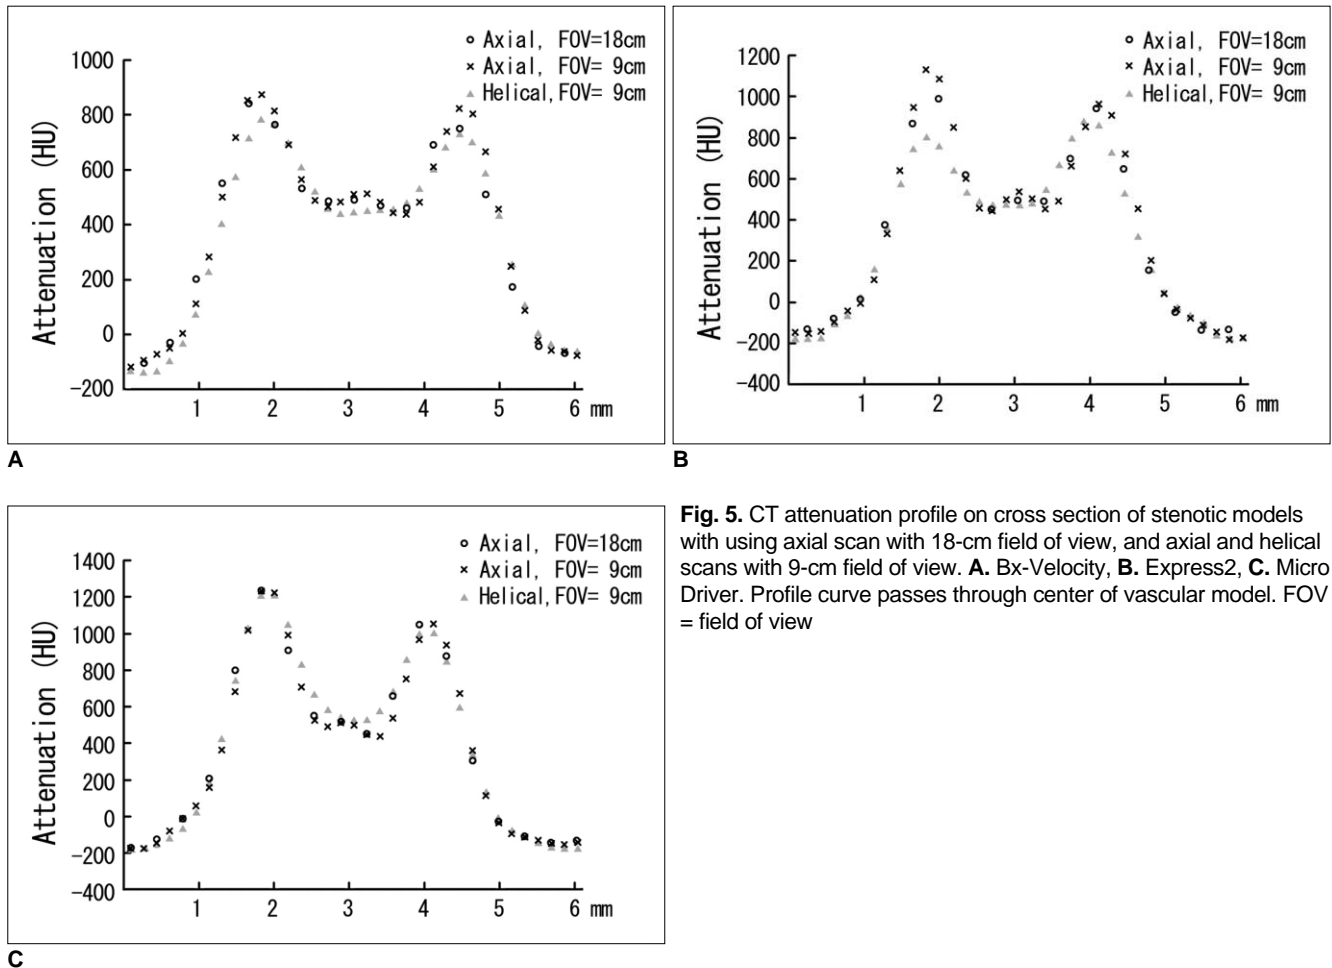 Axial, FOV=18cm
Axial, FOV= 9cm
Helical, FOV= 9cm
Attenuation (HU)
1000
800
600
400
200
0
-200
1 2 3 4 5 6 mm
A
Axial, FOV=18cm
Axial, FOV= 9cm
Helical, FOV= 9cm
Attenuation (HU)
1200
1000
800
600
400
200
0
-200
-400
1 2 3 4 5 6 mm
B
Axial, FOV=18cm
Axial, FOV= 9cm
Helical, FOV= 9cm
Attenuation (HU)
1400
1200
1000
800
600
400
200
0
-200
-400
1 2 3 4 5 6 mm
C
Fig. 5. CT attenuation profile on cross section of stenotic models
with using axial scan with 18-cm field of view, and axial and helical
scans with 9-cm field of view. A. Bx-Velocity, B. Express2, C. Micro
Driver. Profile curve passes through center of vascular model. FOV
= field of view